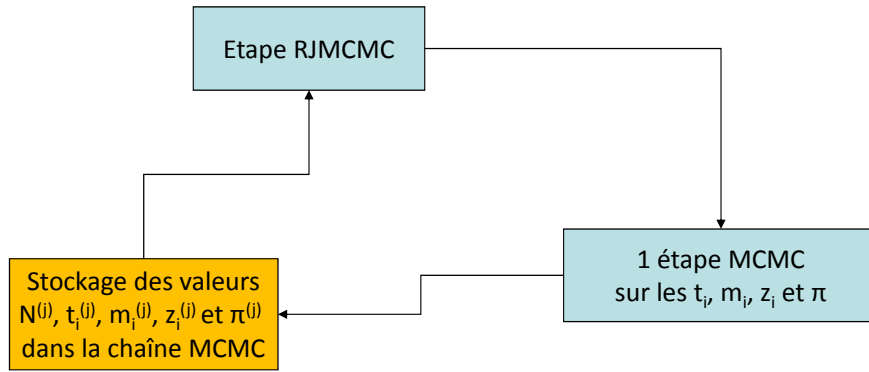 Etape RJMCMC
1 étape MCMC
sur les tᵢ, mᵢ, zᵢ et π
Stockage des valeurs
N⁽ʲ⁾, tᵢ⁽ʲ⁾, mᵢ⁽ʲ⁾, zᵢ⁽ʲ⁾ et π⁽ʲ⁾
dans la chaîne MCMC